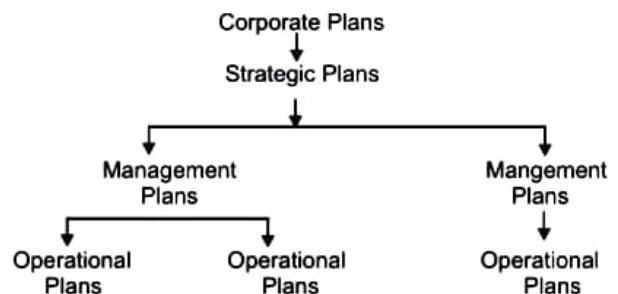 Corporate Plans
Strategic Plans
Management
Plans
Mangement
Plans
Operational
Plans
Operational
Plans
Operational
Plans